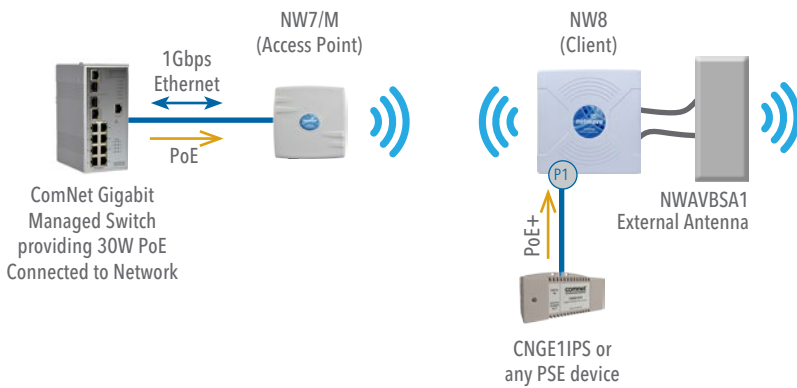 NW7/M
(Access Point)
NW8
(Client)
1Gbps
Ethernet
PoE
P1
NWAVBSA1
External Antenna
ComNet Gigabit
Managed Switch
providing 30W PoE
Connected to Network
PoE+
comnet
CNGE1IPS or
any PSE device